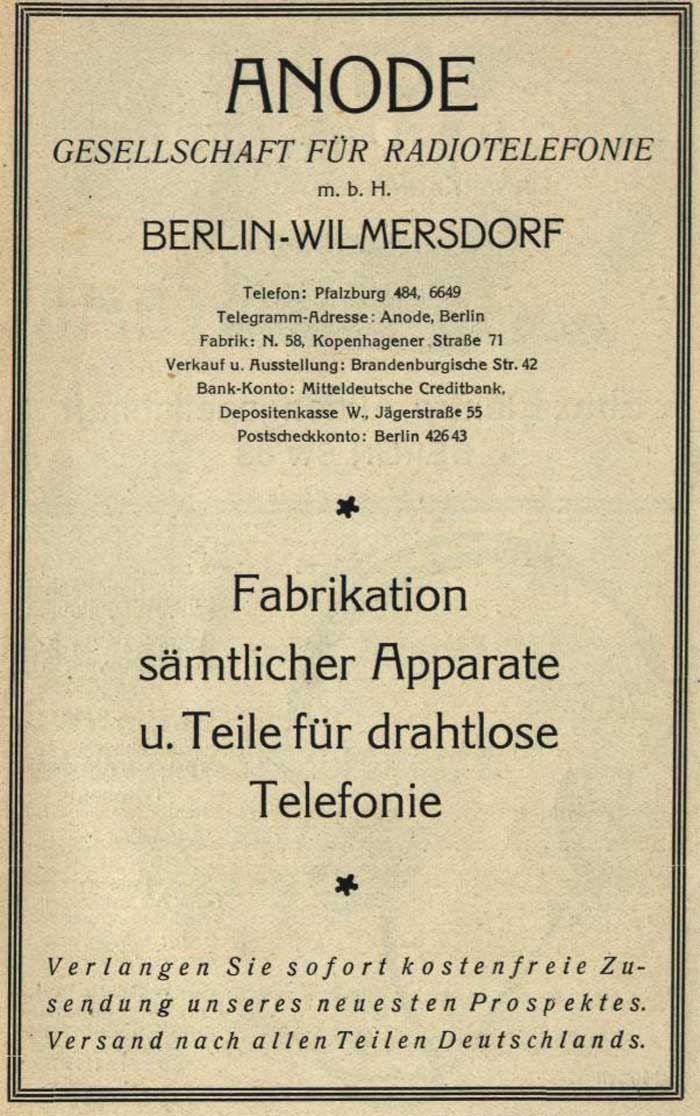 ANODE
GESELLSCHAFT FÜR RADIOTELEFONIE
m. b. H.
BERLIN-WILMERSDORF
Telefon: Pfalzburg 484, 6649
Telegramm-Adresse: Anode, Berlin
Fabrik: N. 58, Kopenhagener Straße 71
Verkauf u. Ausstellung: Brandenburgische Str. 42
Bank-Konto: Mitteldeutsche Creditbank,
Depositenkasse W., Jägerstraße 55
Postscheckkonto: Berlin 42643
Fabrikation
sämtlicher Apparate
u. Teile für drahtlose
Telefonie
Verlangen Sie sofort kostenfreie Zu-
sendung unseres neuesten Prospektes.
Versand nach allen Teilen Deutschlands.